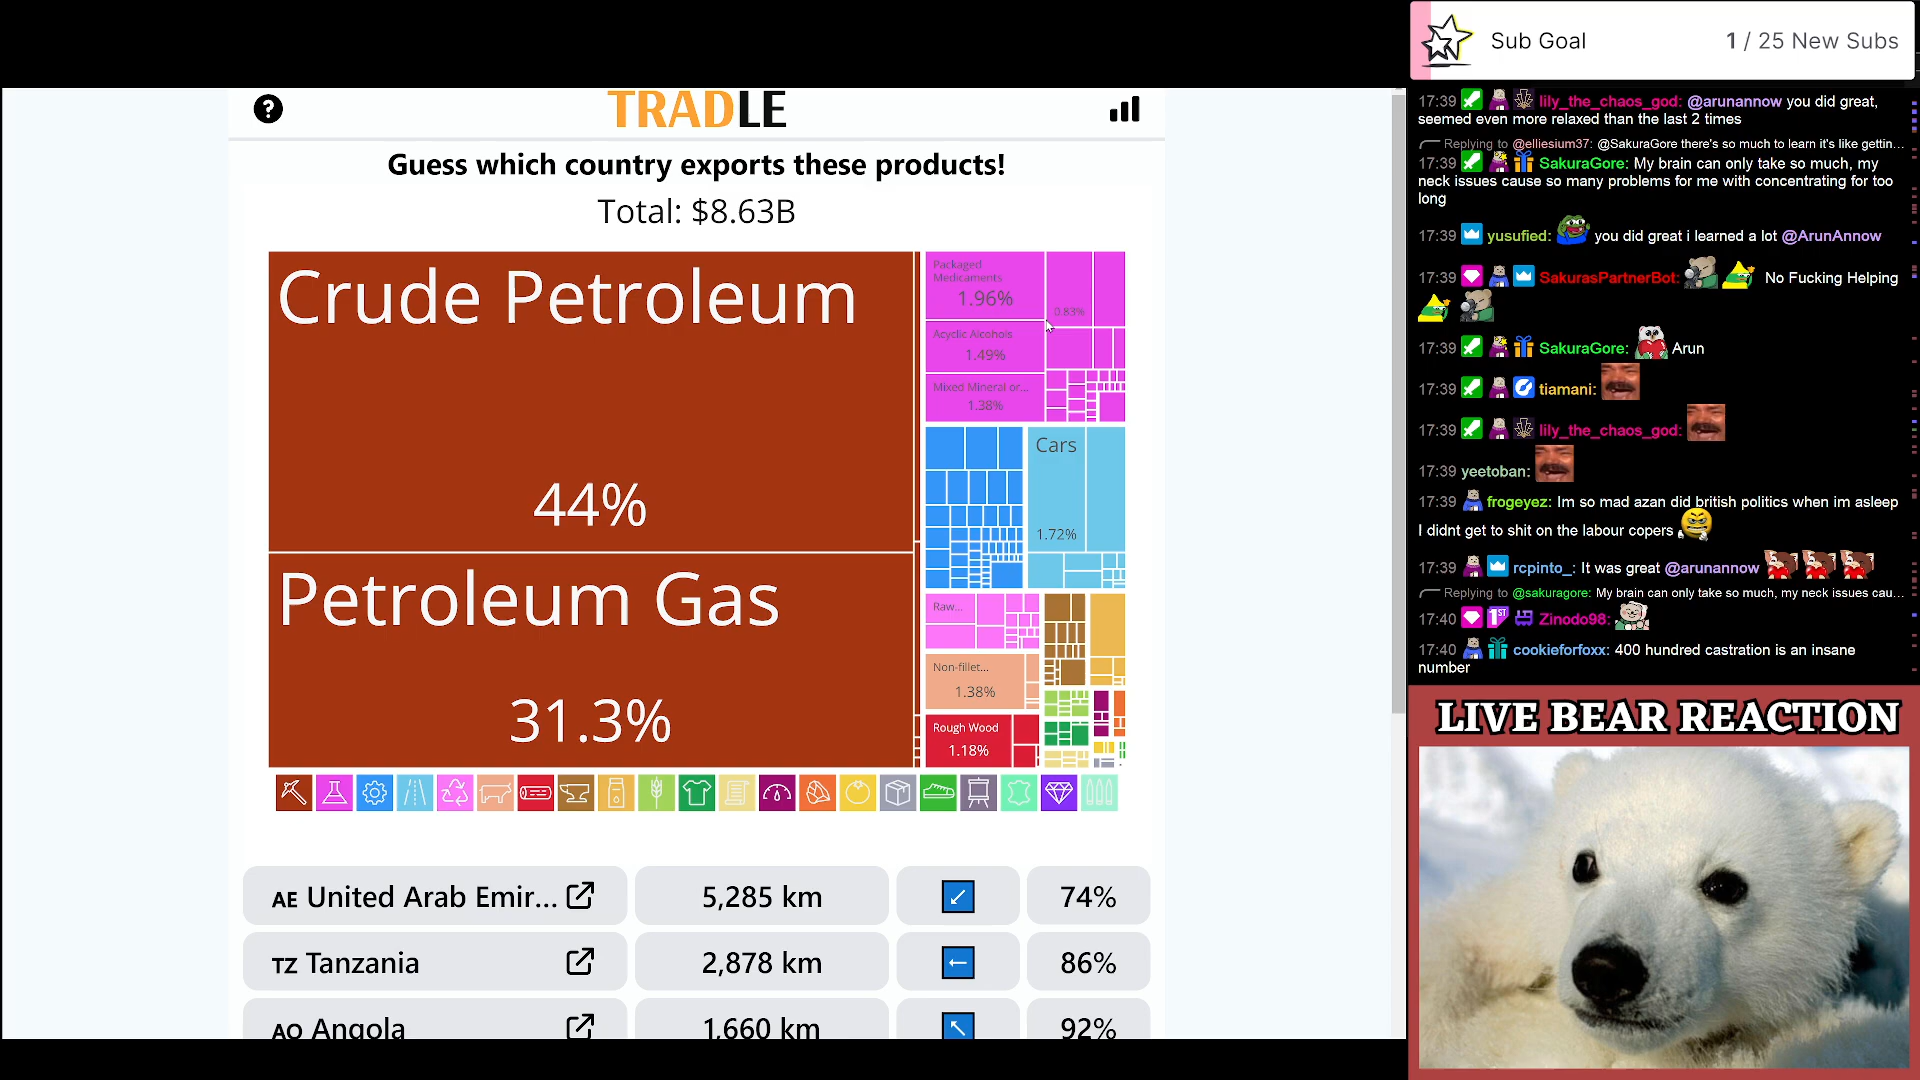 TRADLE
Guess which country exports these products!
Total: $8.63B
Crude Petroleum
44%
Petroleum Gas
31.3%
Packaged
Medicaments
1.96%
0.83%
Acyclic Alcohols
1.49%
Mixed Mineral or...
1.38%
Cars
1.72%
Raw...
Non-fillet...
1.38%
Rough Wood
1.18%
AE United Arab Emir... 5,285 km 74%
TZ Tanzania 2,878 km 86%
AO Angola 1,660 km 92%
Sub Goal 1 / 25 New Subs
17:39 lily_the_chaos_god: @arunannow you did great,
seemed even more relaxed than the last 2 times
Replying to @elliesium37: @SakuraGore there's so much to learn it's like gettin...
17:39 SakuraGore: My brain can only take so much, my
neck issues cause so many problems for me with concentrating for too
long
17:39 yusufied: you did great i learned a lot @ArunAnnow
17:39 SakurasPartnerBot: No Fucking Helping
17:39 SakuraGore: Arun
17:39 tiamani:
17:39 lily_the_chaos_god:
17:39 yeetoban:
17:39 frogeyez: Im so mad azan did british politics when im asleep
I didnt get to shit on the labour copers
17:39 rcpinto_: It was great @arunannow
Replying to @sakuragore: My brain can only take so much, my neck issues cau...
17:40 1ST Zinodo98:
17:40 cookieforfoxx: 400 hundred castration is an insane
number
LIVE BEAR REACTION